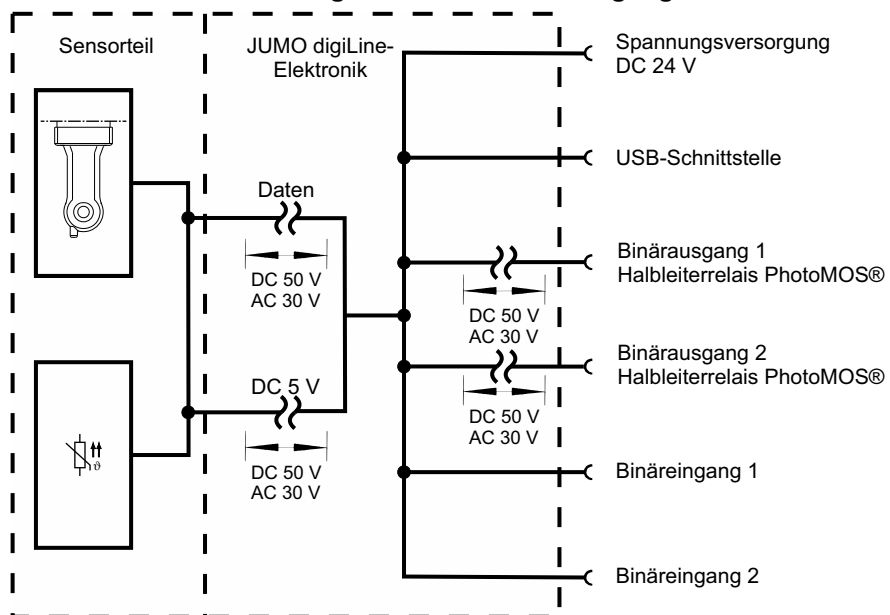 Sensorteil
JUMO digiLine-
Elektronik
Spannungsversorgung
DC 24 V
USB-Schnittstelle
Daten
DC 50 V
AC 30 V
Binärausgang 1
Halbleiterrelais PhotoMOS®
DC 50 V
AC 30 V
Binärausgang 2
Halbleiterrelais PhotoMOS®
DC 50 V
AC 30 V
DC 5 V
DC 50 V
AC 30 V
ϑ
Binäreingang 1
Binäreingang 2